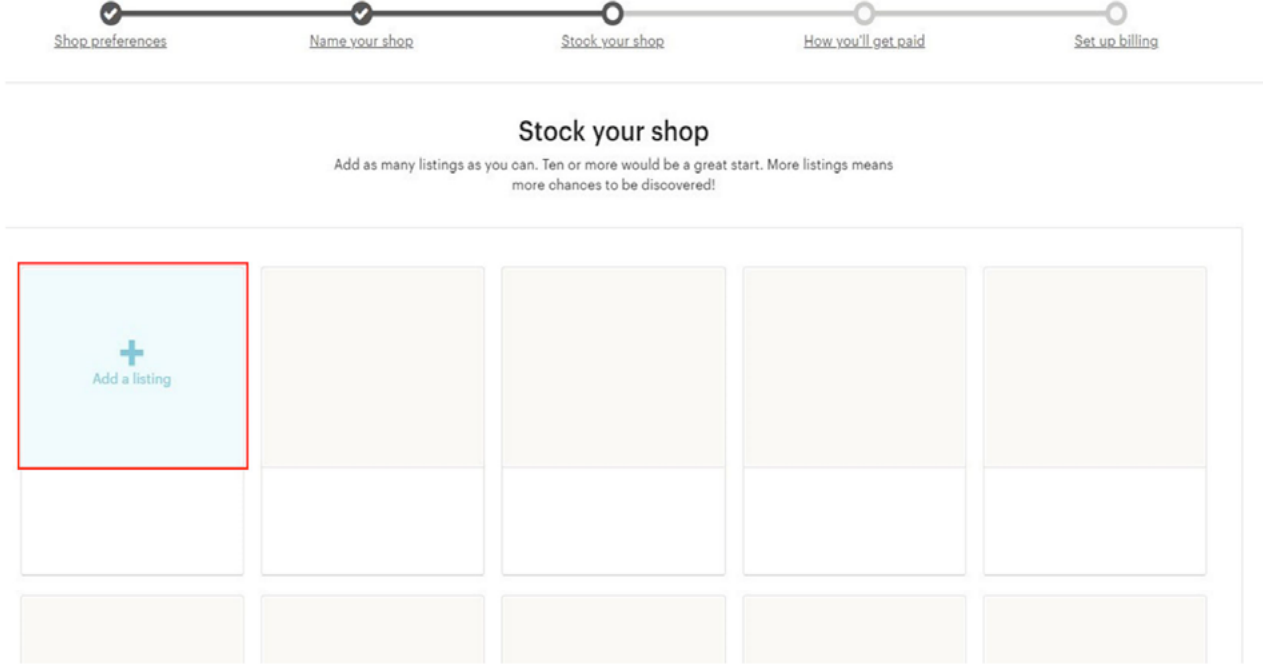 Shop preferences
Name your shop
Stock your shop
How you'll get paid
Set up billing
Stock your shop
Add as many listings as you can. Ten or more would be a great start. More listings means
more chances to be discovered!
Add a listing